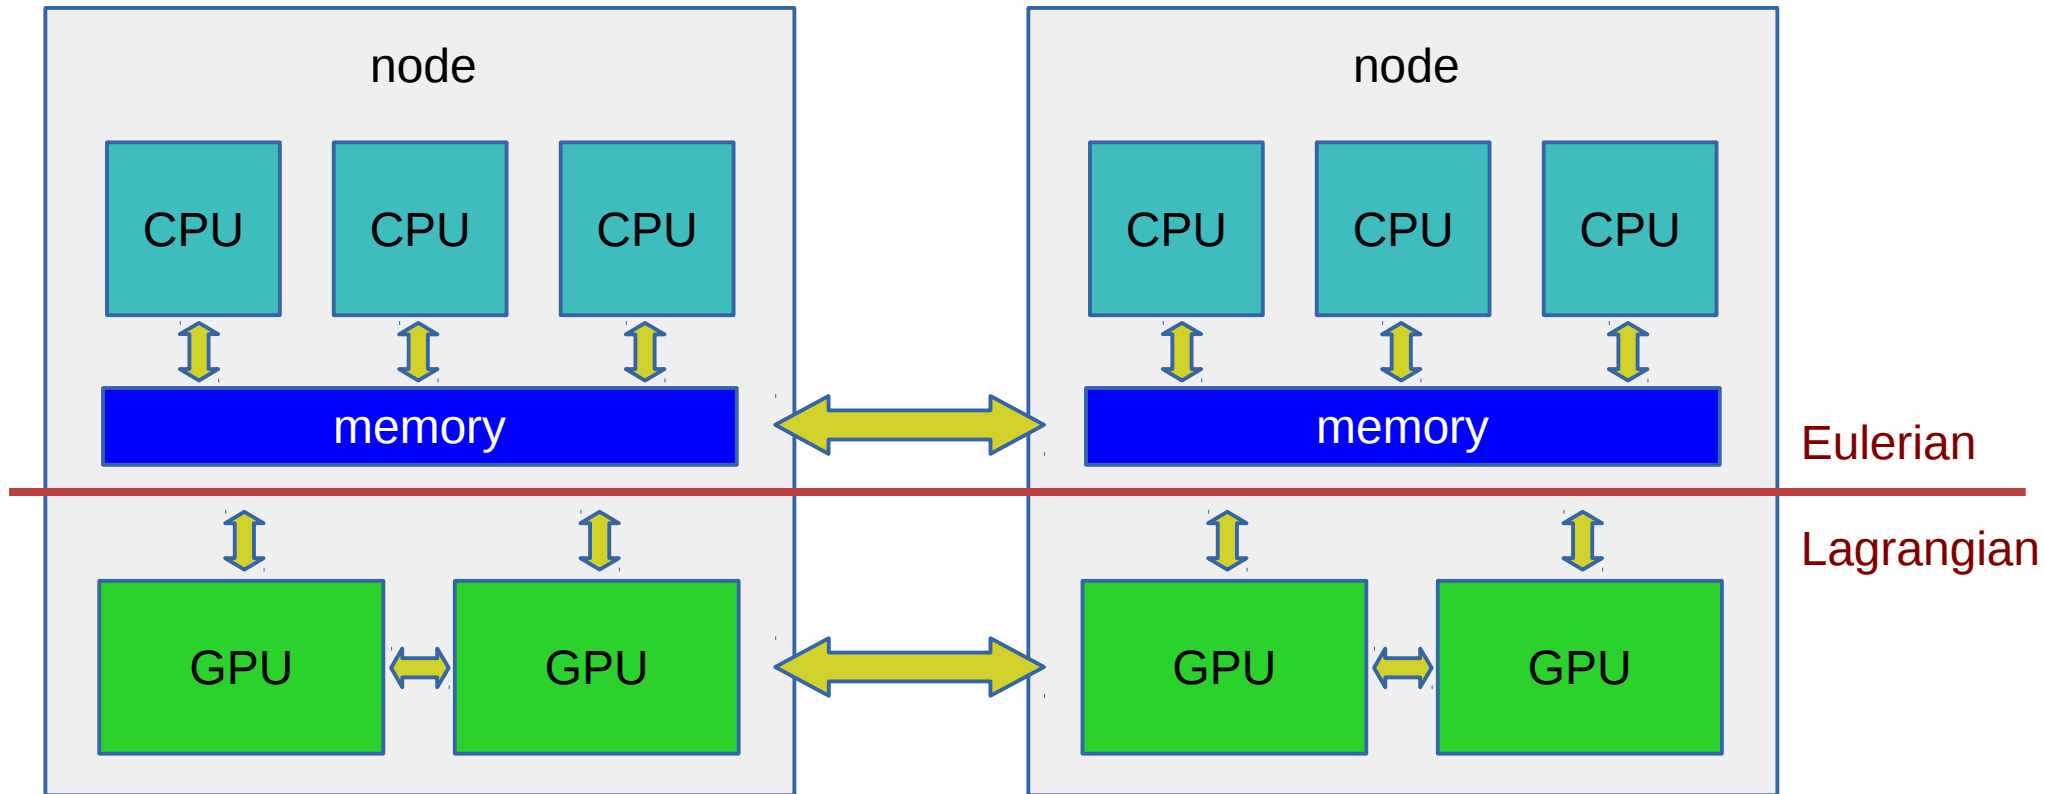 node
node
CPU CPU CPU
CPU CPU CPU
memory
memory
Eulerian
Lagrangian
GPU GPU
GPU GPU